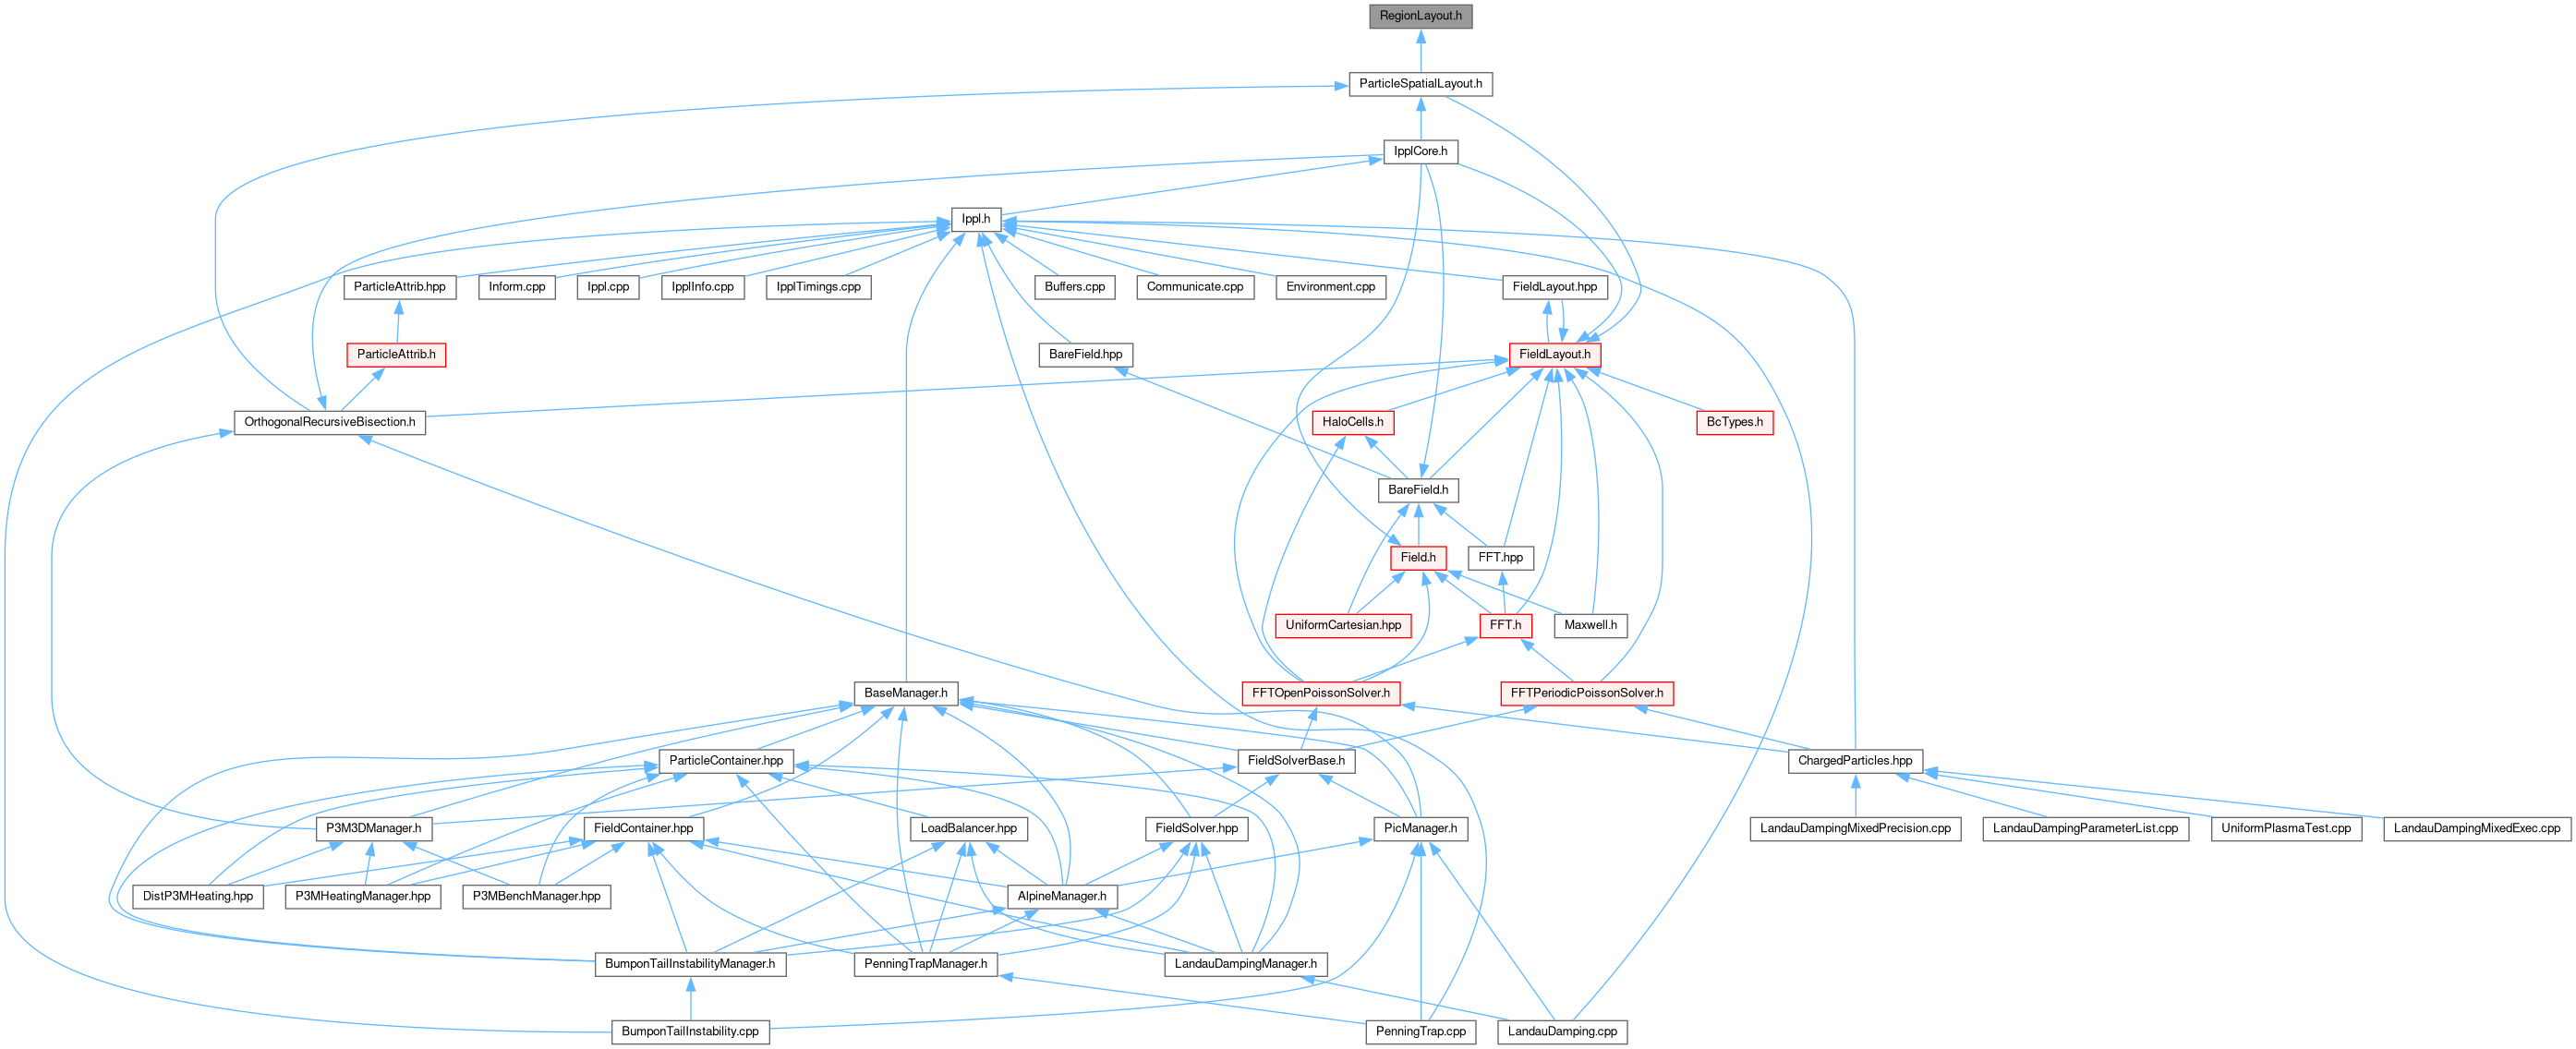 RegionLayout.h
ParticleSpatialLayout.h
IpplCore.h
Ippl.h
ParticleAttrib.hpp
Inform.cpp
Ippl.cpp
IpplInfo.cpp
IpplTimings.cpp
Buffers.cpp
Communicate.cpp
Environment.cpp
FieldLayout.hpp
ParticleAttrib.h
BareField.hpp
FieldLayout.h
OrthogonalRecursiveBisection.h
HaloCells.h
BcTypes.h
BareField.h
Field.h
FFT.hpp
UniformCartesian.hpp
FFT.h
Maxwell.h
BaseManager.h
FFTOpenPoissonSolver.h
FFTPeriodicPoissonSolver.h
ParticleContainer.hpp
FieldSolverBase.h
ChargedParticles.hpp
P3M3DManager.h
FieldContainer.hpp
LoadBalancer.hpp
FieldSolver.hpp
PicManager.h
LandauDampingMixedPrecision.cpp
LandauDampingParameterList.cpp
UniformPlasmaTest.cpp
LandauDampingMixedExec.cpp
DistP3MHeating.hpp
P3MHeatingManager.hpp
P3MBenchManager.hpp
AlpineManager.h
BumponTailInstabilityManager.h
PenningTrapManager.h
LandauDampingManager.h
BumponTailInstability.cpp
PenningTrap.cpp
LandauDamping.cpp